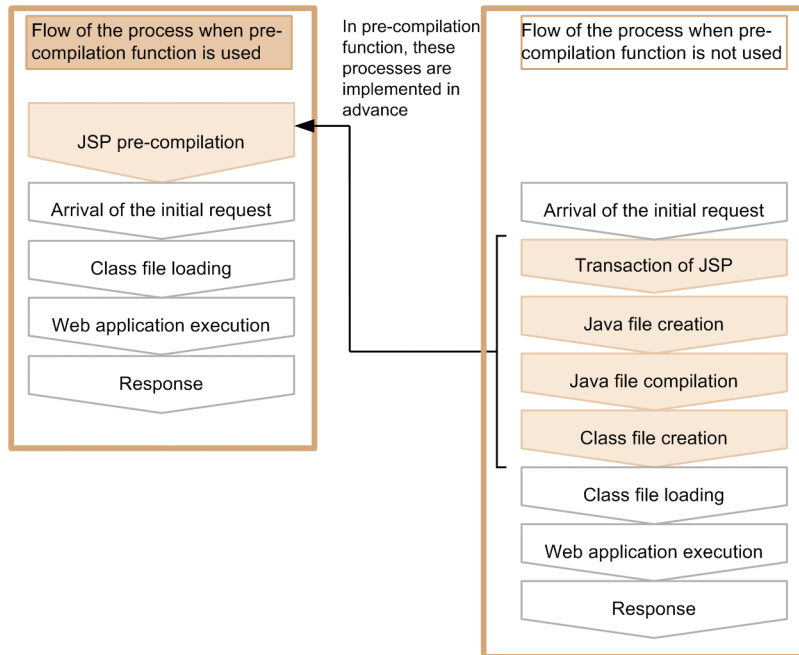 Flow of the process when pre-
compilation function is used
JSP pre-compilation
Arrival of the initial request
Class file loading
Web application execution
Response
In pre-compilation
function, these
processes are
implemented in
advance
Flow of the process when pre-
compilation function is not used
Arrival of the initial request
Transaction of JSP
Java file creation
Java file compilation
Class file creation
Class file loading
Web application execution
Response